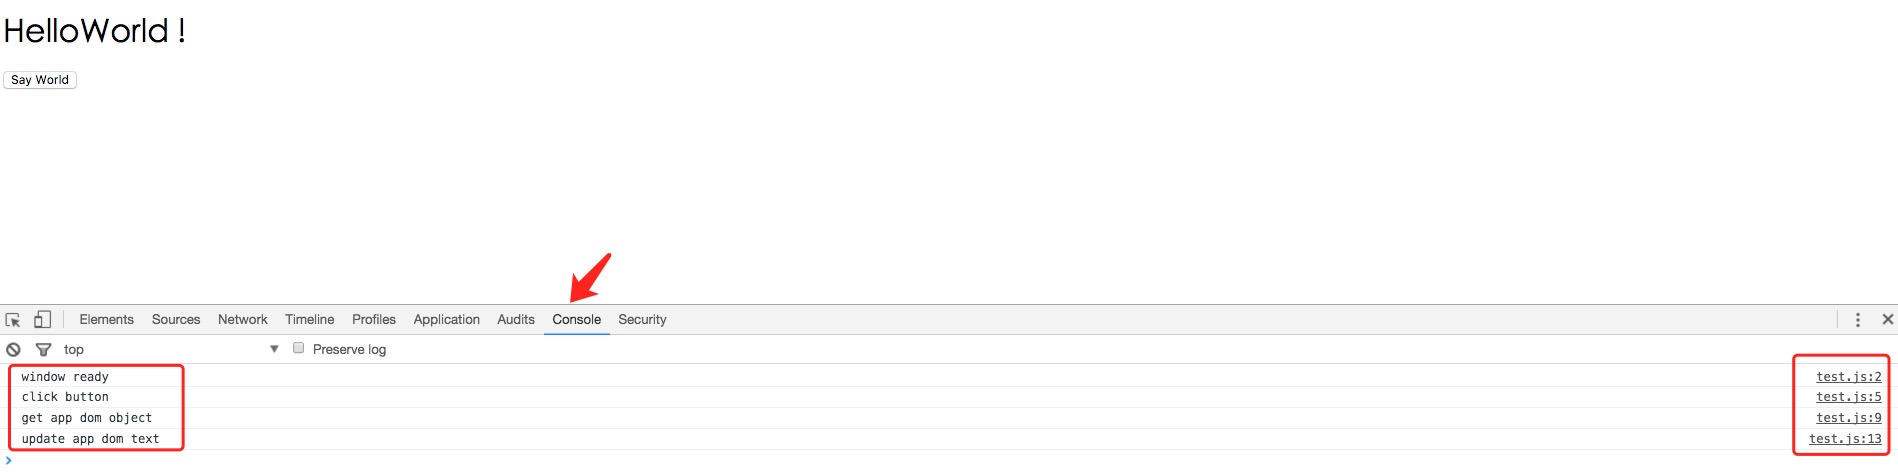 HelloWorld !
Say World
Elements Sources Network Timeline Profiles Application Audits Console Security
top Preserve log
window ready test.js:2
click button test.js:5
get app dom object test.js:9
update app dom text test.js:13